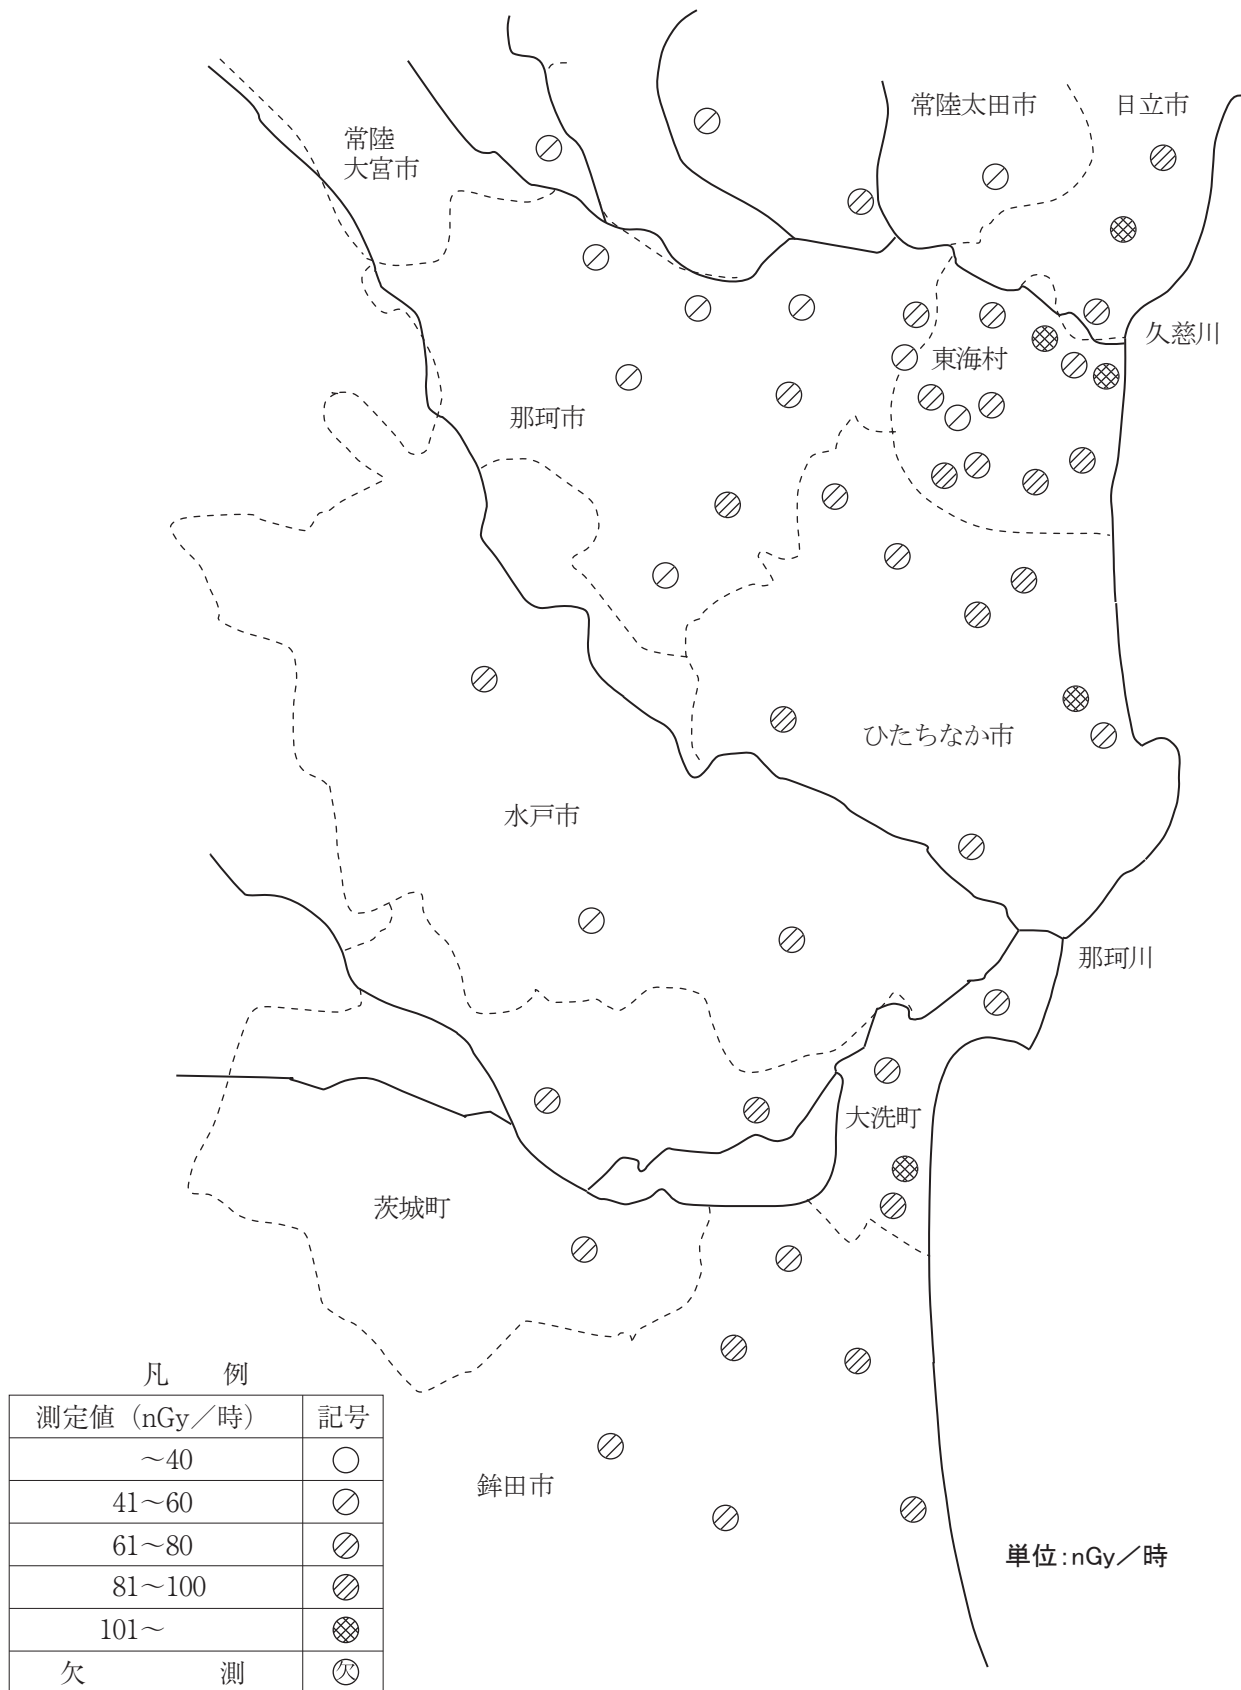 常陸太田市
日立市
常陸
大宮市
久慈川
東海村
那珂市
ひたちなか市
水戸市
那珂川
大洗町
茨城町
凡 例
測定値（nGy／時） 記号
～40
41～60
61～80
81～100
101～
欠 測 欠
鉾田市
単位：nGy／時